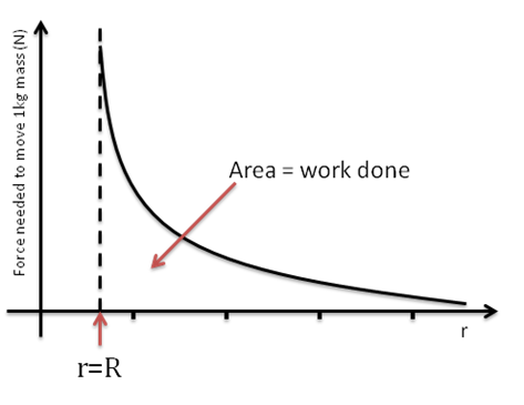 Force needed to move 1kg mass (N)
Area = work done
r
r=R